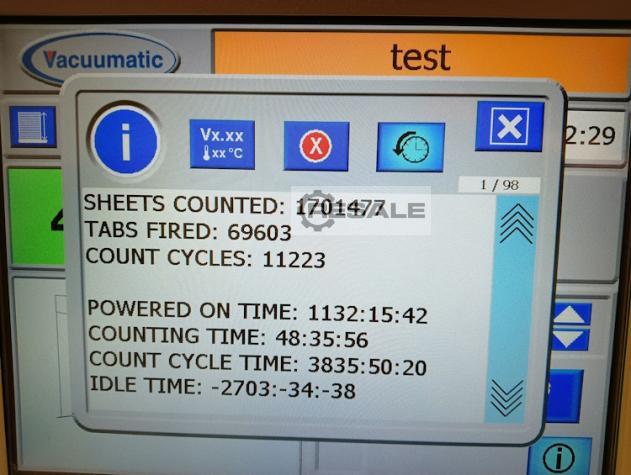 Vacuumatic
test
Vx.xx
xx °C
X
2:29
1 / 98
SHEETS COUNTED: 1701477
TABS FIRED: 69603
COUNT CYCLES: 11223
POWERED ON TIME: 1132:15:42
COUNTING TIME: 48:35:56
COUNT CYCLE TIME: 3835:50:20
IDLE TIME: -2703:-34:-38